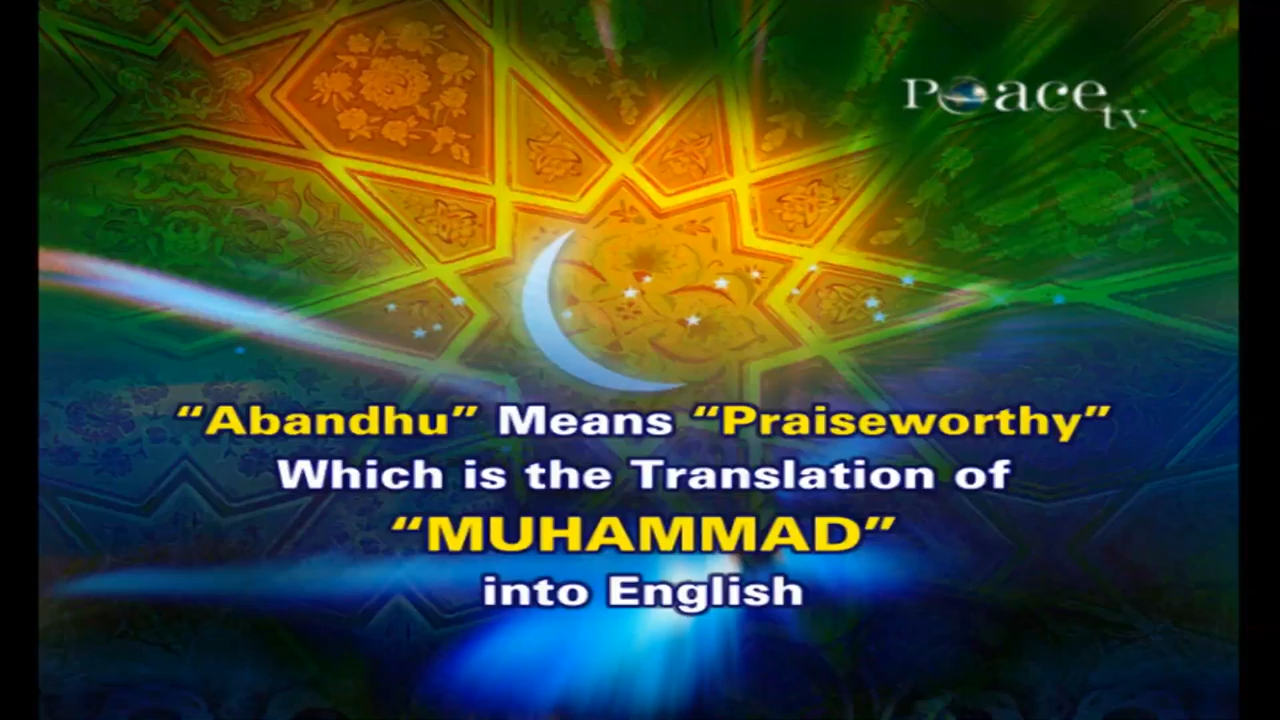 Peace tv
“Abandhu” Means “Praiseworthy”
Which is the Translation of
“MUHAMMAD”
into English